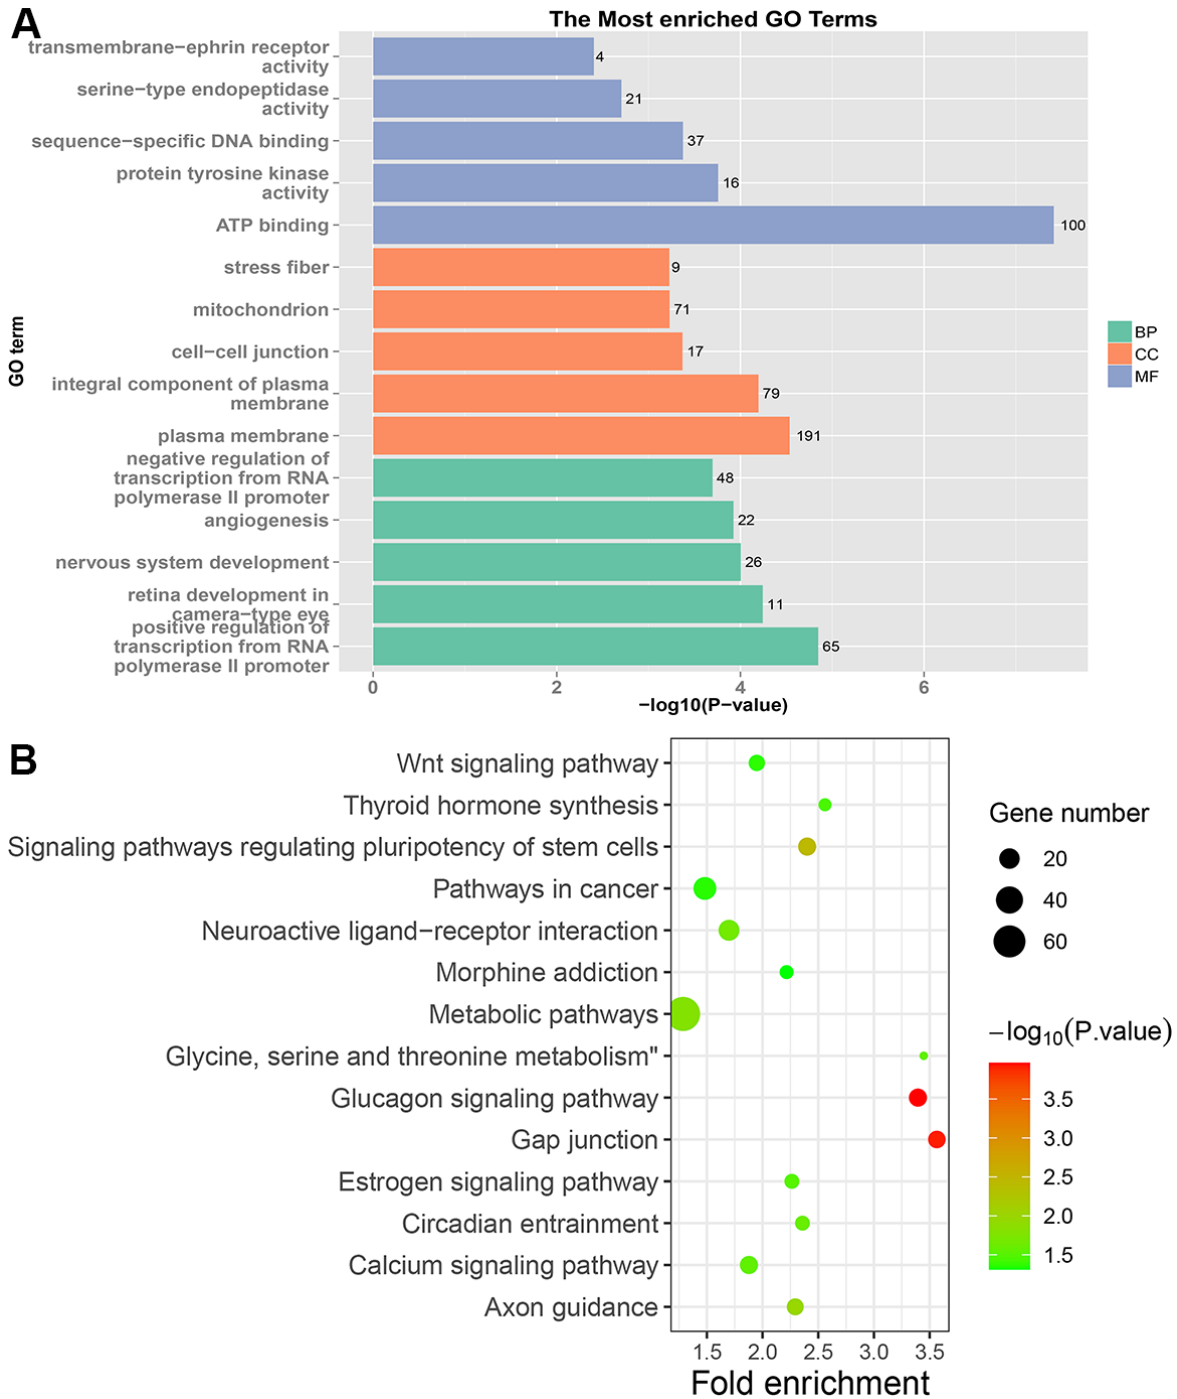 A
The Most enriched GO Terms
transmembrane−ephrin receptor
activity
4
serine−type endopeptidase
activity
21
sequence−specific DNA binding
37
protein tyrosine kinase
activity
16
ATP binding
100
stress fiber
9
mitochondrion
71
cell−cell junction
17
integral component of plasma
membrane
79
plasma membrane
191
negative regulation of
transcription from RNA
polymerase II promoter
48
angiogenesis
22
nervous system development
26
retina development in
camera−type eye
11
positive regulation of
transcription from RNA
polymerase II promoter
65
GO term
0 2 4 6
−log10(P−value)
BP
CC
MF
B
Wnt signaling pathway
Thyroid hormone synthesis
Signaling pathways regulating pluripotency of stem cells
Pathways in cancer
Neuroactive ligand−receptor interaction
Morphine addiction
Metabolic pathways
Glycine, serine and threonine metabolism"
Glucagon signaling pathway
Gap junction
Estrogen signaling pathway
Circadian entrainment
Calcium signaling pathway
Axon guidance
1.5 2.0 2.5 3.0 3.5
Fold enrichment
Gene number
20
40
60
−log10(P.value)
3.5
3.0
2.5
2.0
1.5